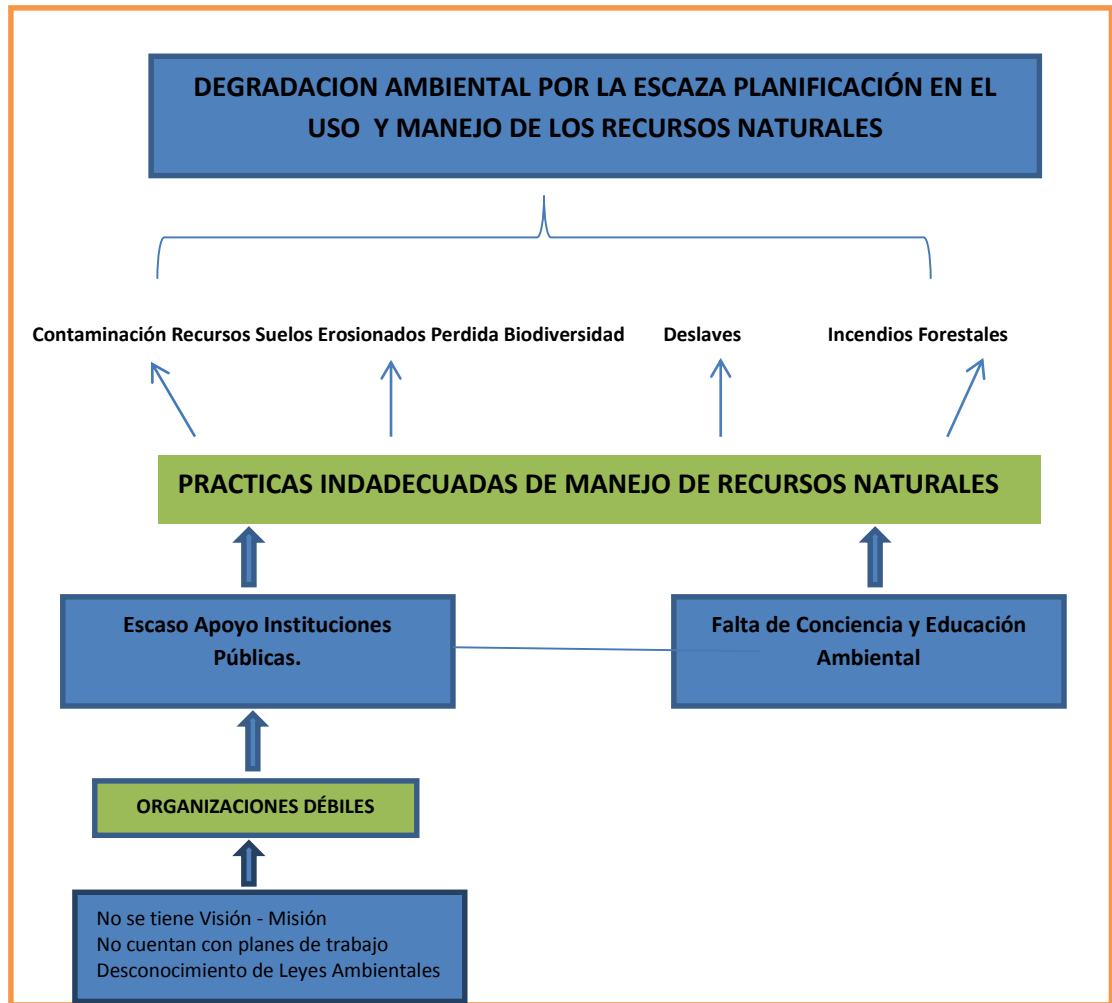 DEGRADACION AMBIENTAL POR LA ESCAZA PLANIFICACIÓN EN EL
USO Y MANEJO DE LOS RECURSOS NATURALES
Contaminación Recursos Suelos Erosionados Perdida Biodiversidad Deslaves Incendios Forestales
PRACTICAS INDADECUADAS DE MANEJO DE RECURSOS NATURALES
Escaso Apoyo Instituciones
Públicas.
Falta de Conciencia y Educación
Ambiental
ORGANIZACIONES DÉBILES
No se tiene Visión - Misión
No cuentan con planes de trabajo
Desconocimiento de Leyes Ambientales